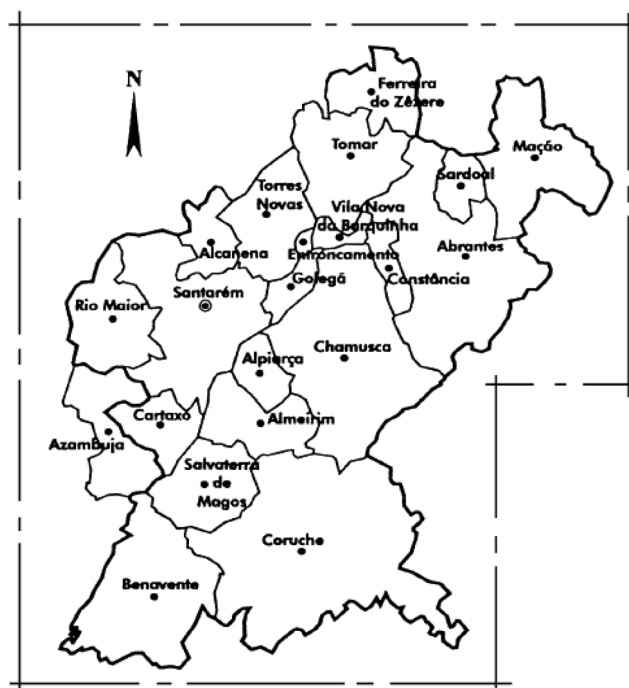 N
Ferreira
do Zêzere
Tomar
Mação
Sardoal
Torres
Novas
Vila Nova
da Barquinha
Alcanena
Entroncamento
Abrantes
Constância
Golegã
Santarém
Rio Maior
Chamusca
Alpiarça
Cartaxo
Almeirim
Azambuja
Salvaterra
de
Magos
Coruche
Benavente